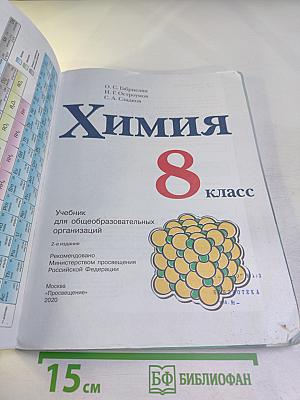 О. С. Габриелян
И. Г. Остроумов
С. А. Сладков
Химия
8 класс
Учебник
для общеобразовательных
организаций
2-е издание
Рекомендовано
Министерством просвещения
Российской Федерации
Москва
«Просвещение»
2020
15 см
БФ БИБЛИОФАН